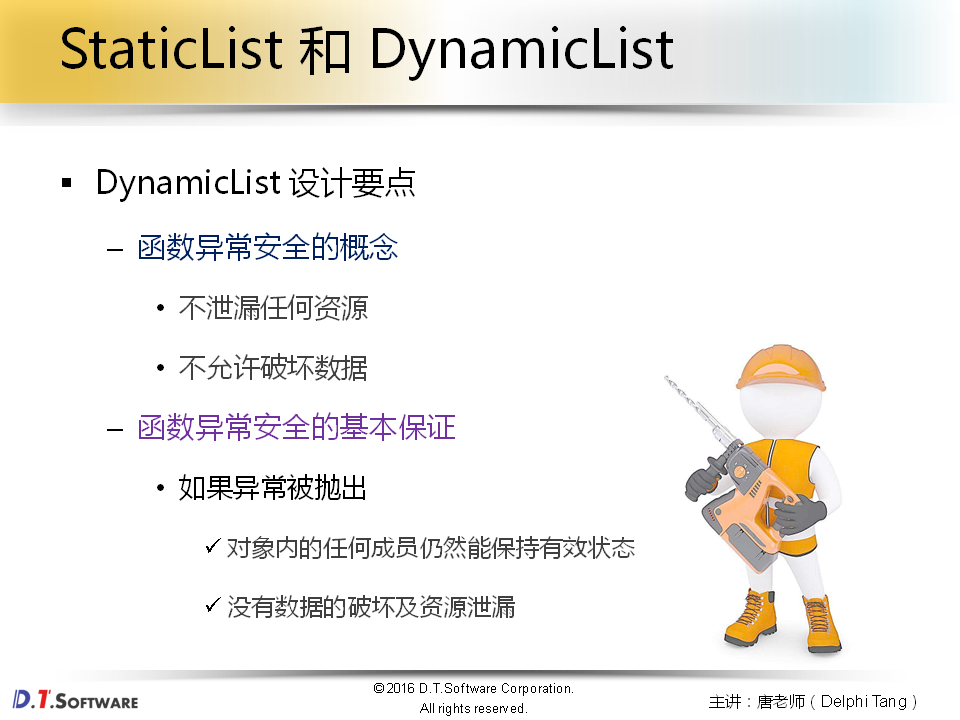 StaticList 和 DynamicList
▪ DynamicList 设计要点
– 函数异常安全的概念
• 不泄漏任何资源
• 不允许破坏数据
– 函数异常安全的基本保证
• 如果异常被抛出
✓ 对象内的任何成员仍然能保持有效状态
✓ 没有数据的破坏及资源泄漏
D.T.SOFTWARE
©2016 D.T.Software Corporation.
All rights reserved.
主讲：唐老师（Delphi Tang）